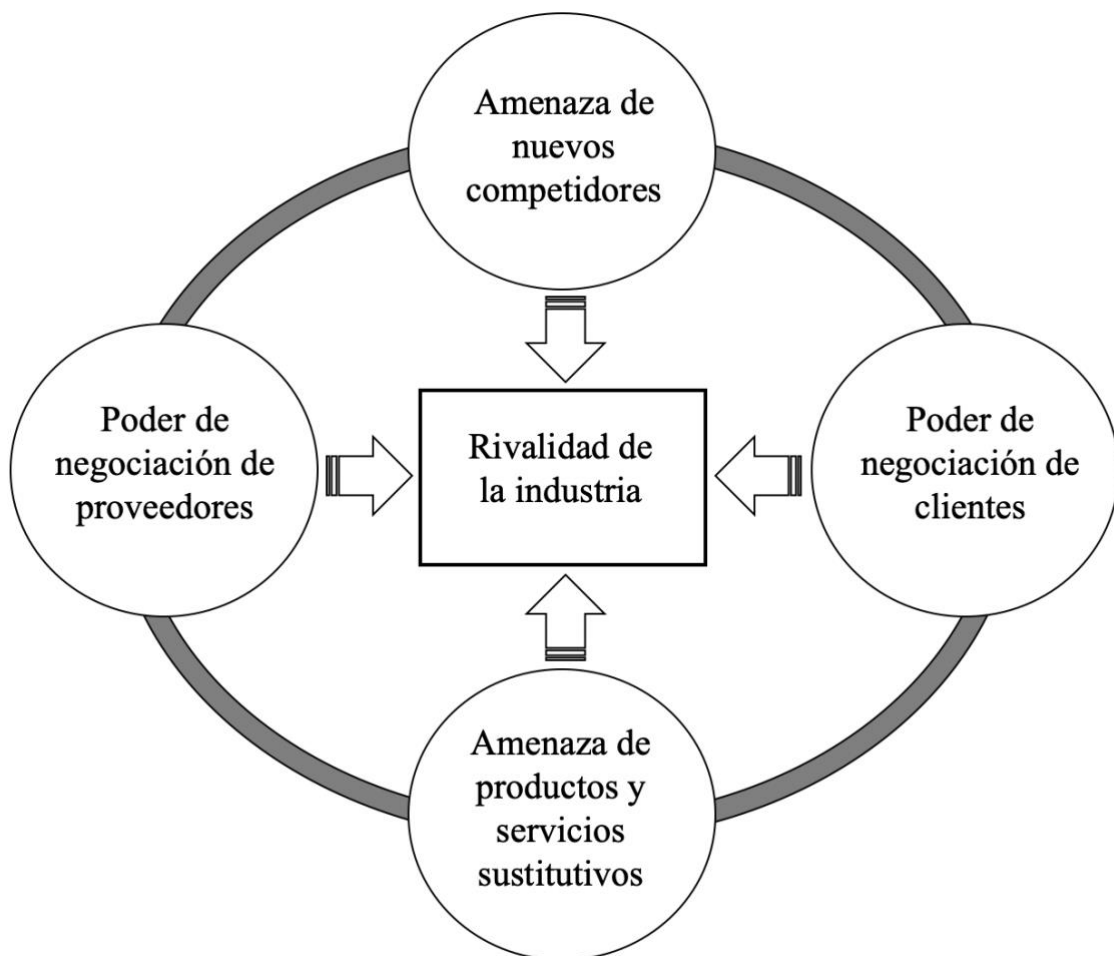 Amenaza de
nuevos
competidores
Poder de
negociación de
proveedores
Rivalidad de
la industria
Poder de
negociación de
clientes
Amenaza de
productos y
servicios
sustitutivos